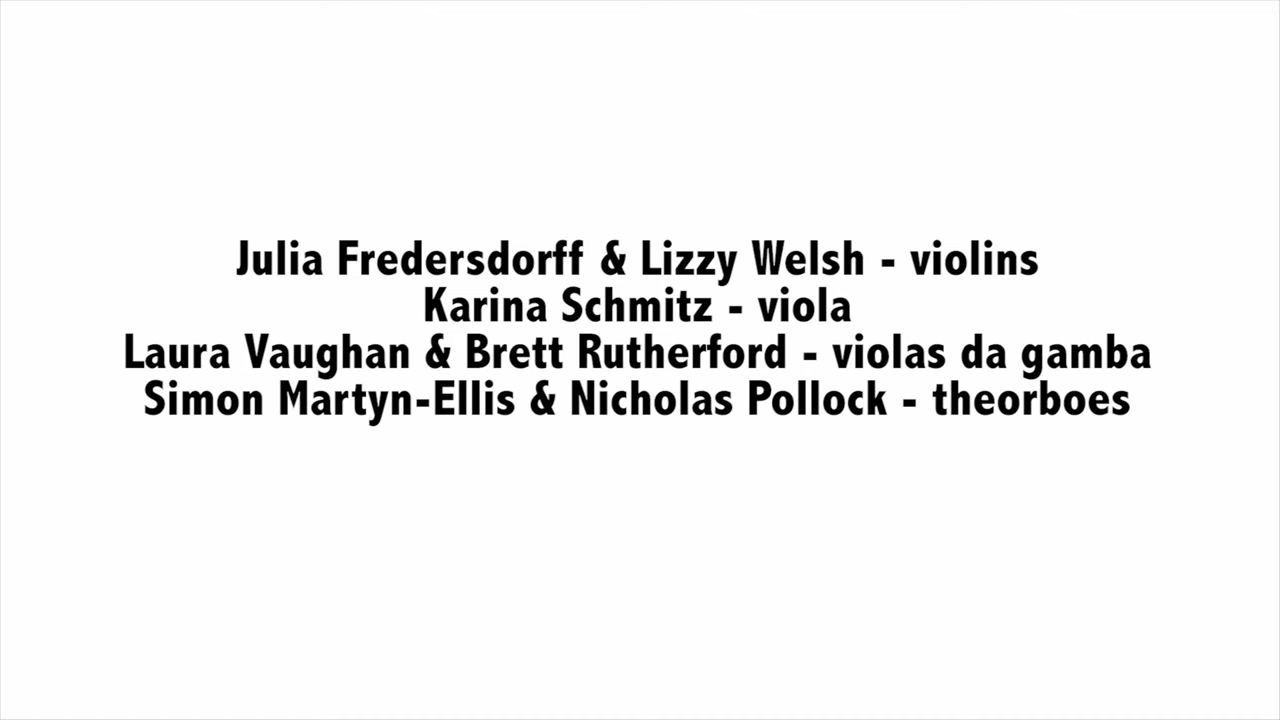 Julia Fredersdorff & Lizzy Welsh - violins
Karina Schmitz - viola
Laura Vaughan & Brett Rutherford - violas da gamba
Simon Martyn-Ellis & Nicholas Pollock - theorboes